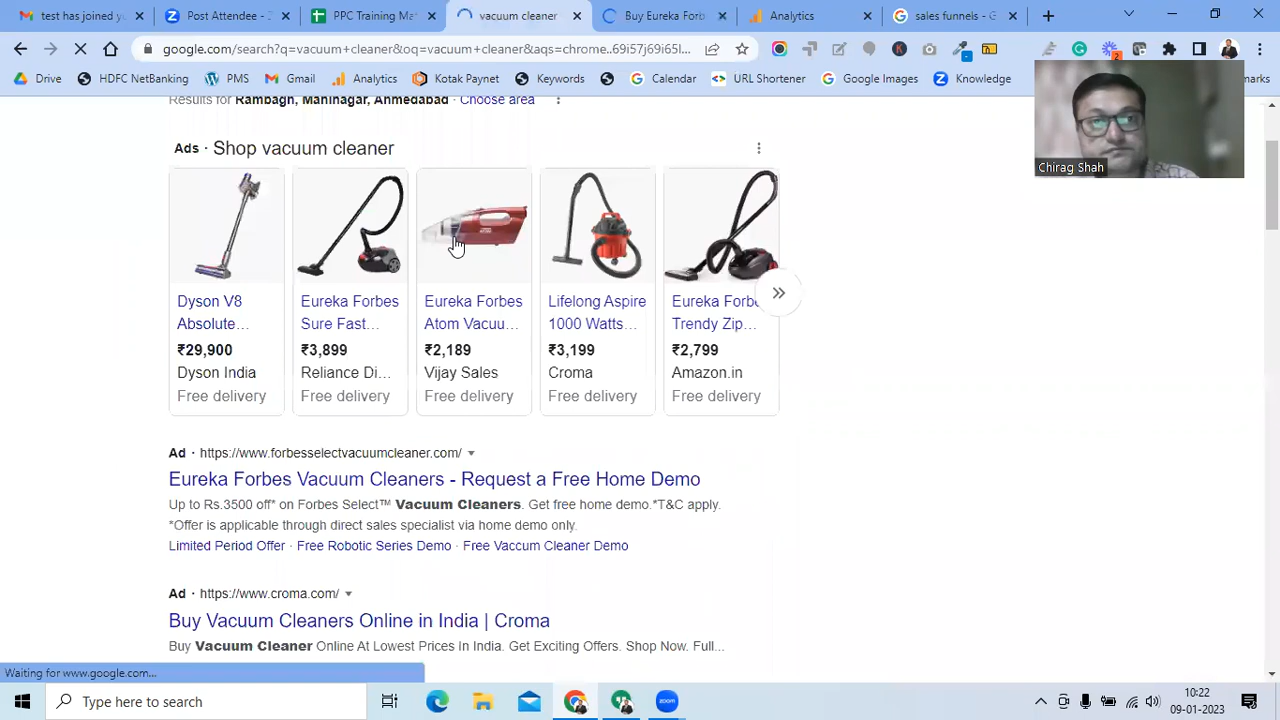 test has joined y
Post Attendee - Z
PPC Training Ma
vacuum cleaner
Buy Eureka Forb
Analytics
sales funnels - G
google.com/search?q=vacuum+cleaner&oq=vacuum+cleaner&aqs=chrome..69i57j69i65l...
Drive
HDFC NetBanking
PMS
Gmail
Analytics
Kotak Paynet
Keywords
Calendar
URL Shortener
Google Images
Knowledge
Chirag Shah
Results for Rambagh, Maninagar, Ahmedabad · Choose area
Ads · Shop vacuum cleaner
Dyson V8
Absolute...
₹29,900
Dyson India
Free delivery
Eureka Forbes
Sure Fast...
₹3,899
Reliance Di...
Free delivery
Eureka Forbes
Atom Vacuu...
₹2,189
Vijay Sales
Free delivery
Lifelong Aspire
1000 Watts...
₹3,199
Croma
Free delivery
Eureka Forbe
Trendy Zip...
₹2,799
Amazon.in
Free delivery
Ad · https://www.forbesselectvacuumcleaner.com/
Eureka Forbes Vacuum Cleaners - Request a Free Home Demo
Up to Rs.3500 off* on Forbes Select™ Vacuum Cleaners. Get free home demo.*T&C apply.
*Offer is applicable through direct sales specialist via home demo only.
Limited Period Offer · Free Robotic Series Demo · Free Vaccum Cleaner Demo
Ad · https://www.croma.com/
Buy Vacuum Cleaners Online in India | Croma
Buy Vacuum Cleaner Online At Lowest Prices In India. Get Exciting Offers. Shop Now. Full...
Waiting for www.google.com...
Type here to search
zoom
10:22
09-01-2023